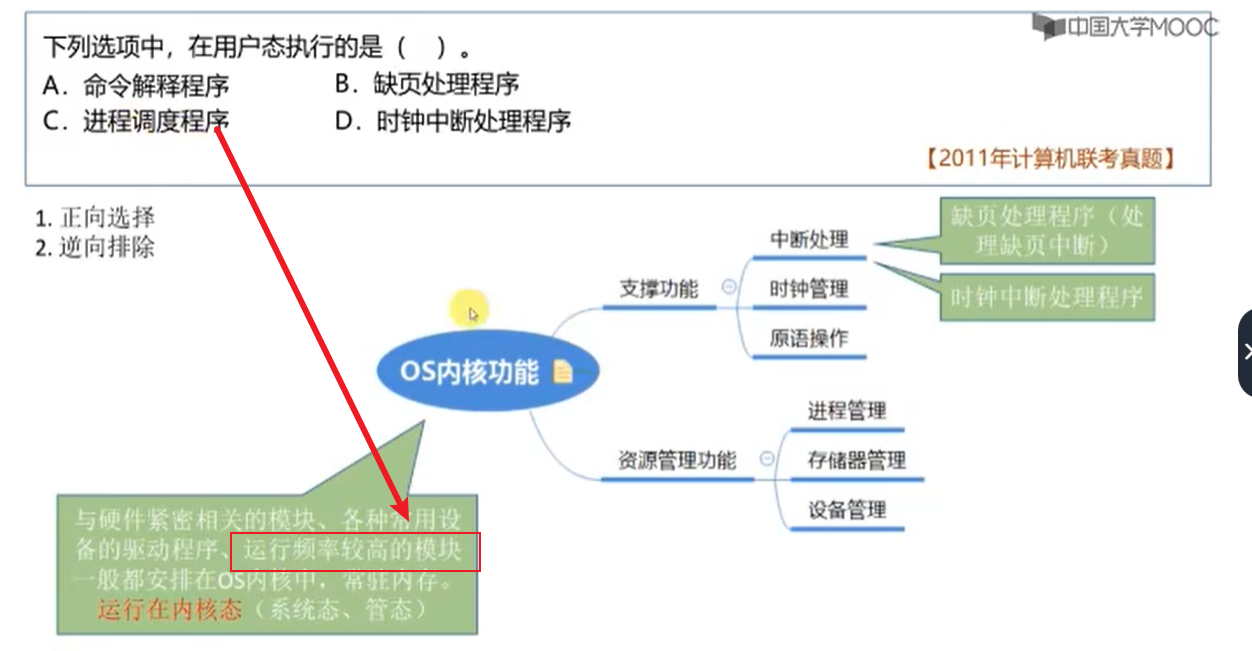 中国大学MOOC
下列选项中，在用户态执行的是（ ）。
A. 命令解释程序
B. 缺页处理程序
C. 进程调度程序
D. 时钟中断处理程序
【2011年计算机联考真题】
1. 正向选择
2. 逆向排除
缺页处理程序（处
理缺页中断）
时钟中断处理程序
中断处理
支撑功能
时钟管理
原语操作
OS内核功能
进程管理
资源管理功能
存储器管理
设备管理
与硬件紧密相关的模块、各种常用设
备的驱动程序、运行频率较高的模块
一般都安排在OS内核中，常驻内存。
运行在内核态（系统态、管态）